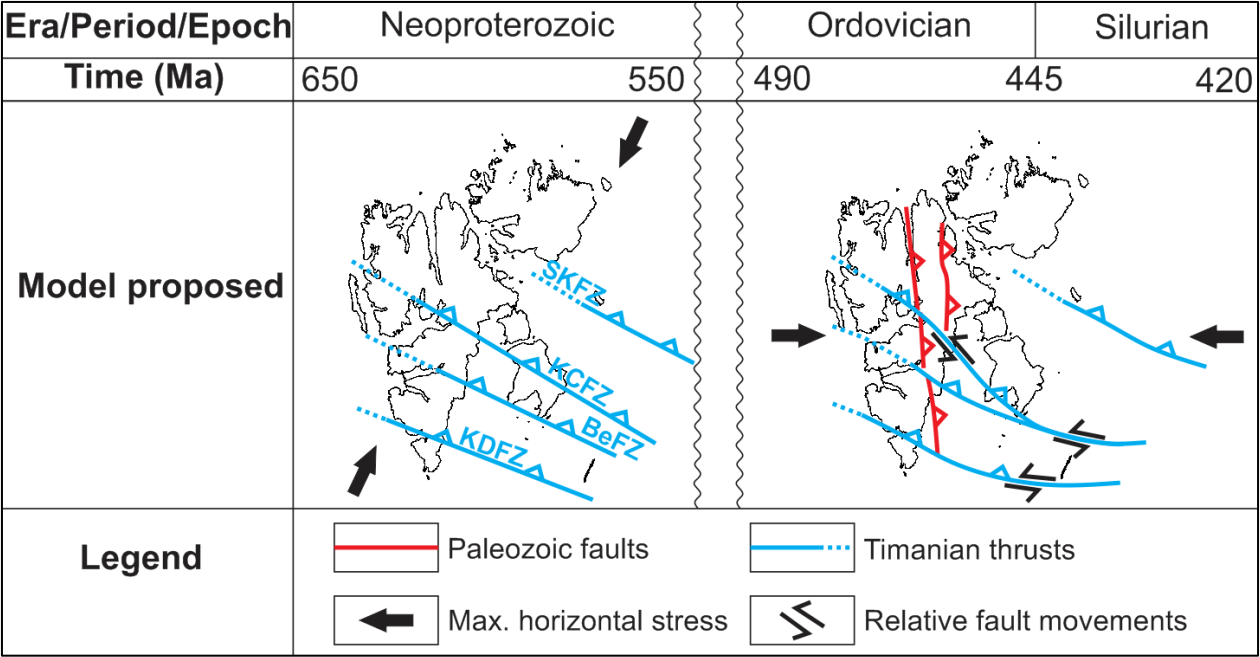 Era/Period/Epoch Neoproterozoic Ordovician Silurian
Time (Ma) 650 550 490 445 420
Model proposed
SKFZ
KCFZ
BeFZ
KDFZ
Legend
Paleozoic faults Timanian thrusts
Max. horizontal stress Relative fault movements